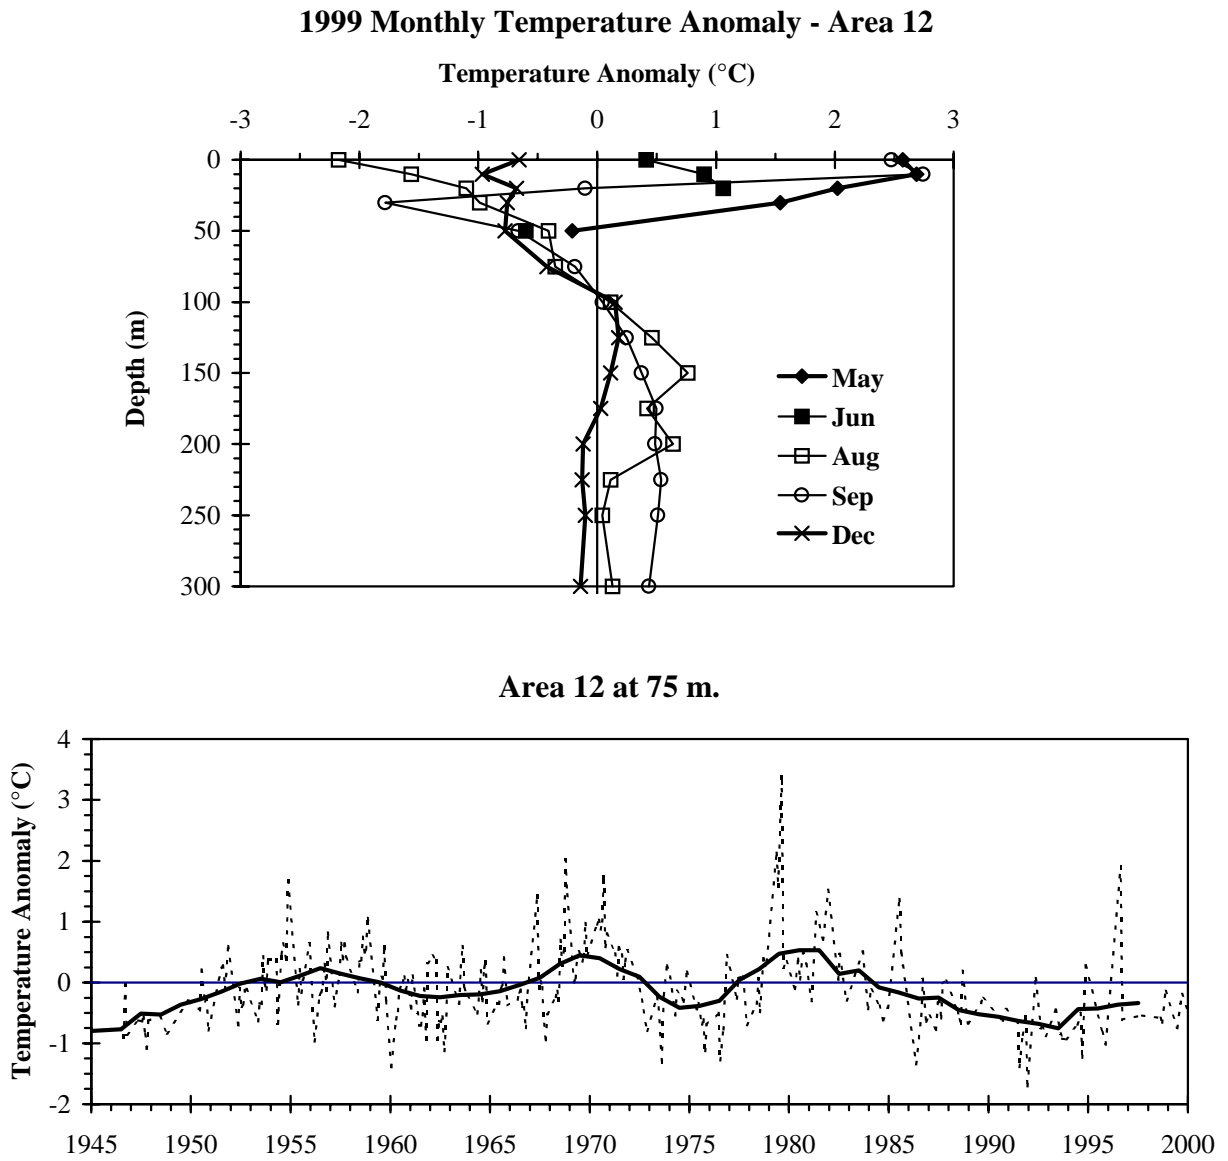 1999 Monthly Temperature Anomaly - Area 12
Temperature Anomaly (°C)
-3 -2 -1 0 1 2 3
0
50
100
150
200
250
300
Depth (m)
May
Jun
Aug
Sep
Dec
Area 12 at 75 m.
Temperature Anomaly (°C)
4
3
2
1
0
-1
-2
1945 1950 1955 1960 1965 1970 1975 1980 1985 1990 1995 2000